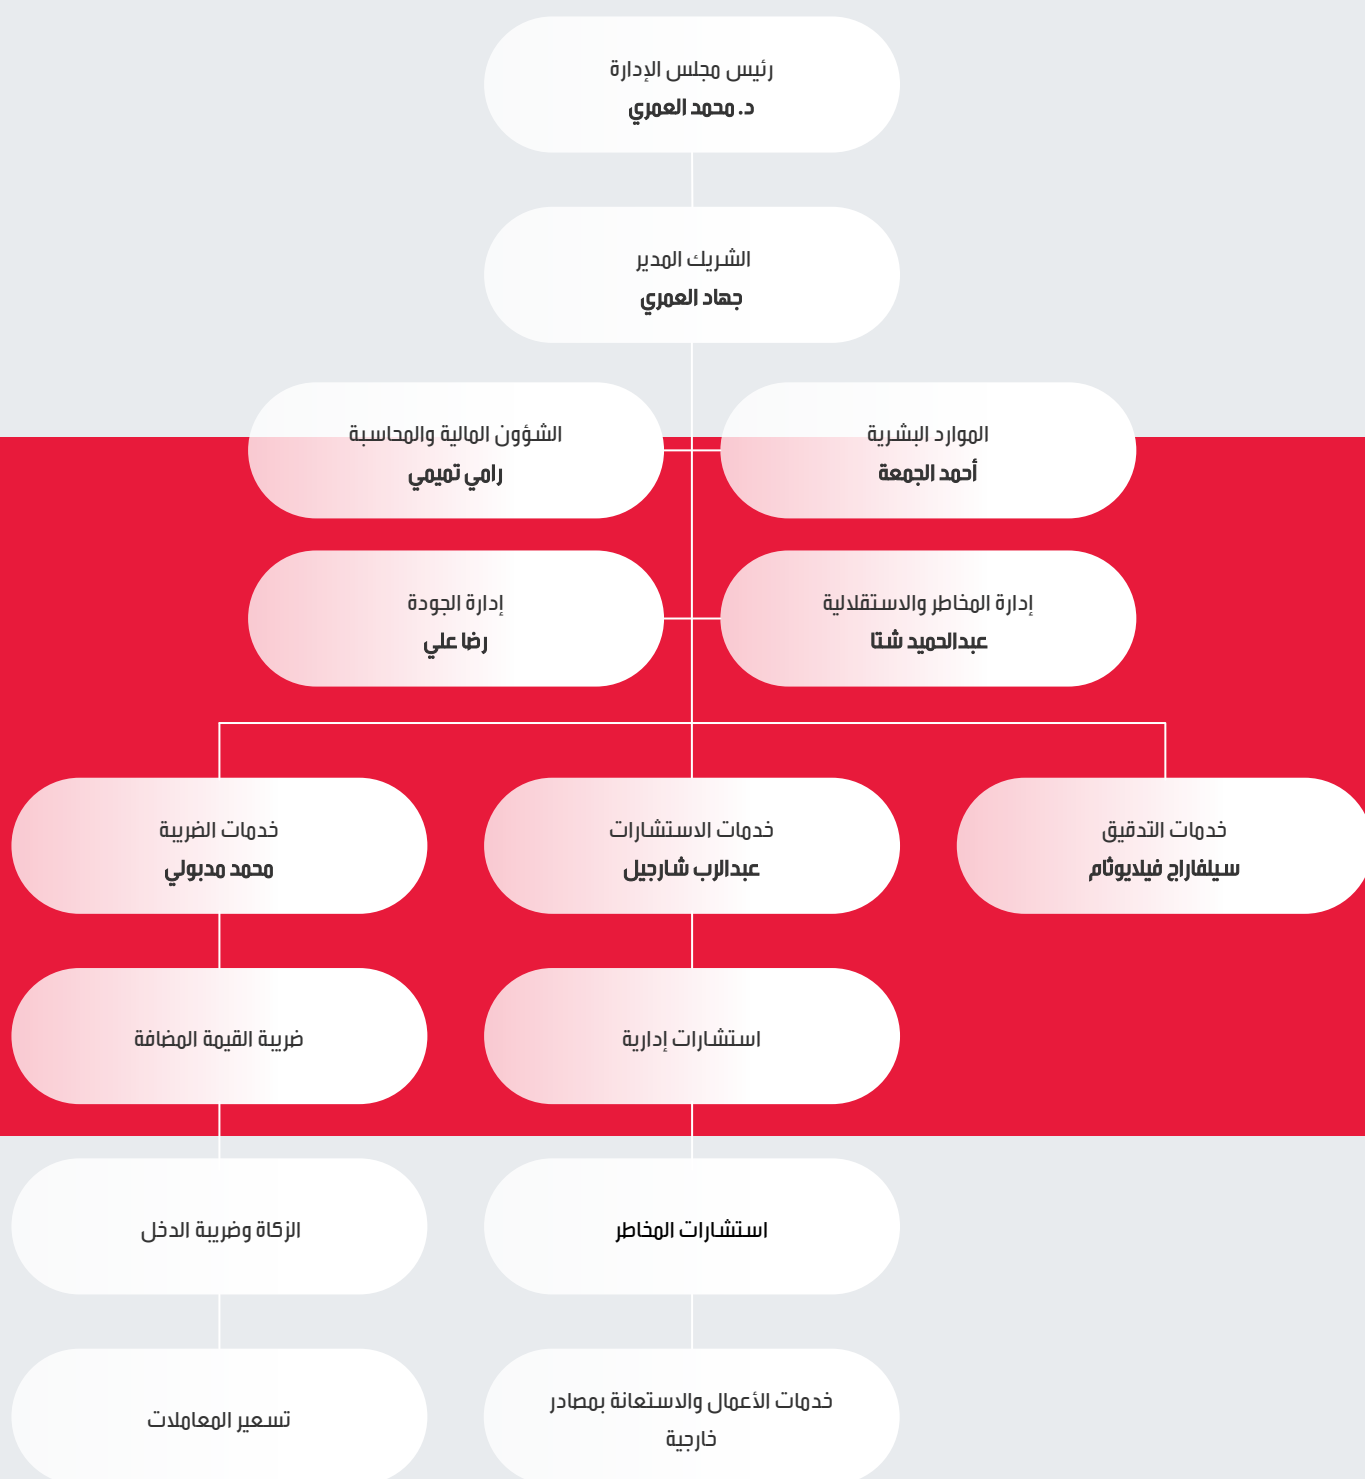 رئيس مجلس الإدارة
د. محمد العمري
الشريك المدير
جهاد العمري
الموارد البشرية
أحمد الجمعة
الشؤون المالية والمحاسبة
رامي تميمي
إدارة المخاطر والاستقلالية
عبدالحميد شتا
إدارة الجودة
رضا علي
خدمات التدقيق
سيلفاراج فيلايوثام
خدمات الاستشارات
عبدالرب شارجيل
خدمات الضريبة
محمد مدبولي
استشارات إدارية
ضريبة القيمة المضافة
استشارات المخاطر
الزكاة وضريبة الدخل
خدمات الأعمال والاستعانة بمصادر
خارجية
تسعير المعاملات